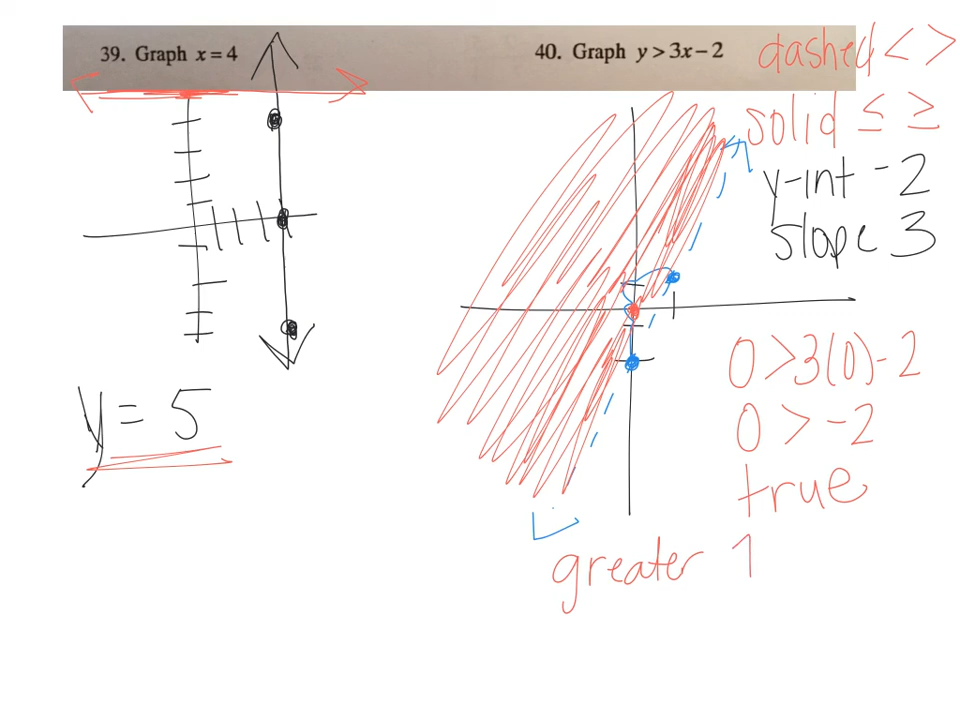 39. Graph x = 4
40. Graph y > 3x − 2
dashed < >
solid ≤ ≥
y-int -2
slope 3
y = 5
0 > 3(0) - 2
0 > -2
true
greater 1